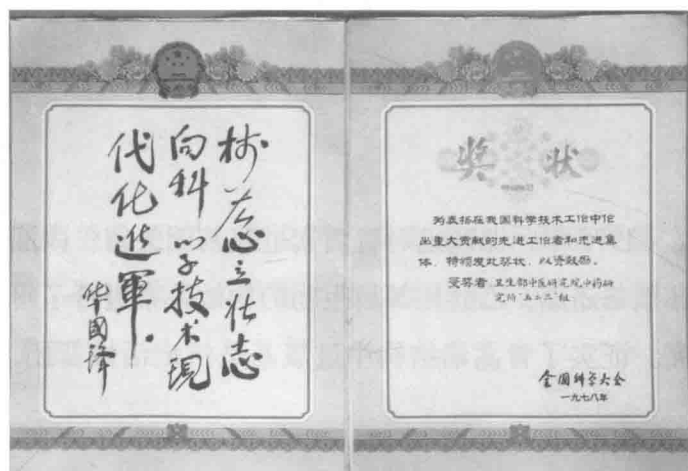 树雄心立壮志
向科学技术現
代化進軍。
华國锋
奖状
为表扬在我国科学技术工作中作
出重大贡献的先进工作者和先进集
体，特颁发此奖状，以资鼓励。
受奖者：卫生部中医研究院中药研
究所“五二三”组
全国科学大会
一九七八年